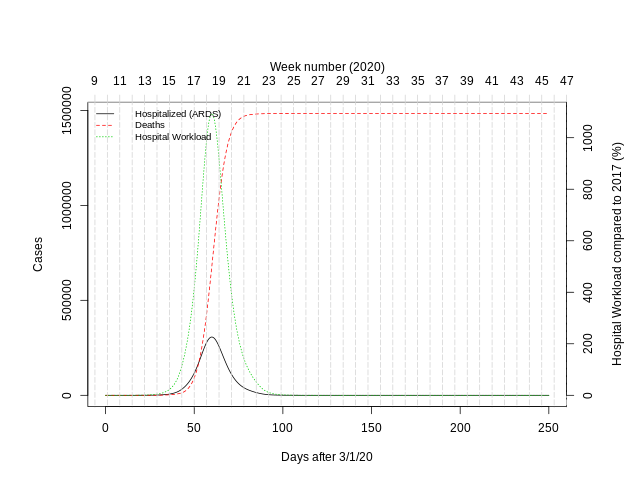 Week number (2020)
9 11 13 15 17 19 21 23 25 27 29 31 33 35 37 39 41 43 45 47
Hospitalized (ARDS)
Deaths
Hospital Workload
1500000
1000000
500000
0
Cases
1000
800
600
400
200
0
Hospital Workload compared to 2017 (%)
0 50 100 150 200 250
Days after 3/1/20